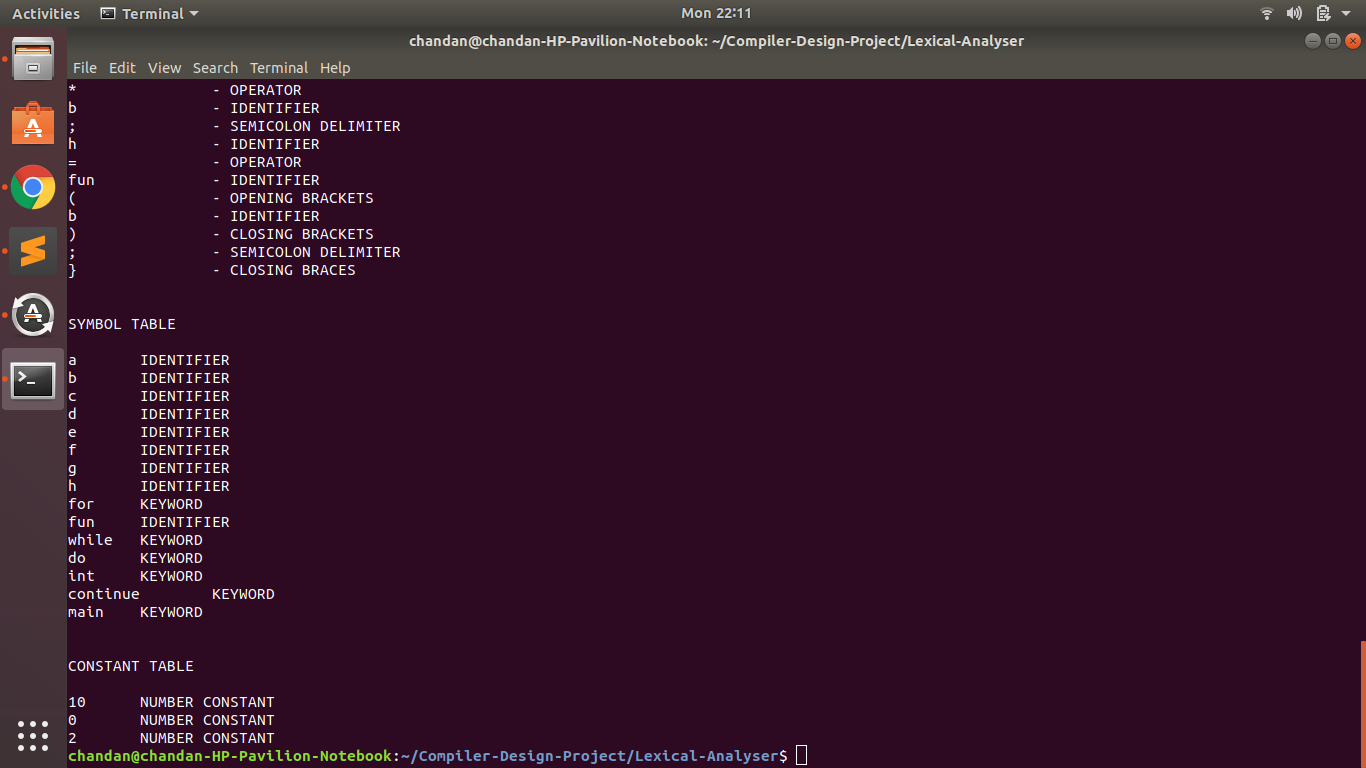 Activities Terminal Mon 22:11
chandan@chandan-HP-Pavilion-Notebook: ~/Compiler-Design-Project/Lexical-Analyser
File Edit View Search Terminal Help
* - OPERATOR
b - IDENTIFIER
; - SEMICOLON DELIMITER
h - IDENTIFIER
= - OPERATOR
fun - IDENTIFIER
( - OPENING BRACKETS
b - IDENTIFIER
) - CLOSING BRACKETS
; - SEMICOLON DELIMITER
} - CLOSING BRACES
SYMBOL TABLE
a IDENTIFIER
b IDENTIFIER
c IDENTIFIER
d IDENTIFIER
e IDENTIFIER
f IDENTIFIER
g IDENTIFIER
h IDENTIFIER
for KEYWORD
fun IDENTIFIER
while KEYWORD
do KEYWORD
int KEYWORD
continue KEYWORD
main KEYWORD
CONSTANT TABLE
10 NUMBER CONSTANT
0 NUMBER CONSTANT
2 NUMBER CONSTANT
chandan@chandan-HP-Pavilion-Notebook:~/Compiler-Design-Project/Lexical-Analyser$